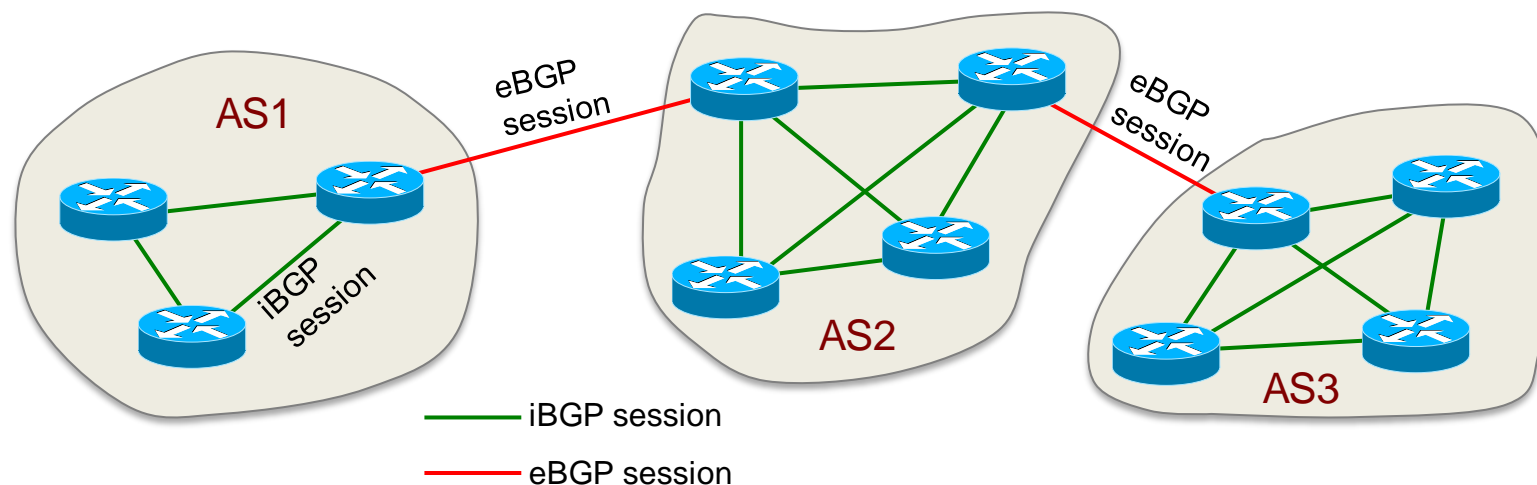 AS1
eBGP
session
iBGP
session
AS2
eBGP
session
AS3
iBGP session
eBGP session